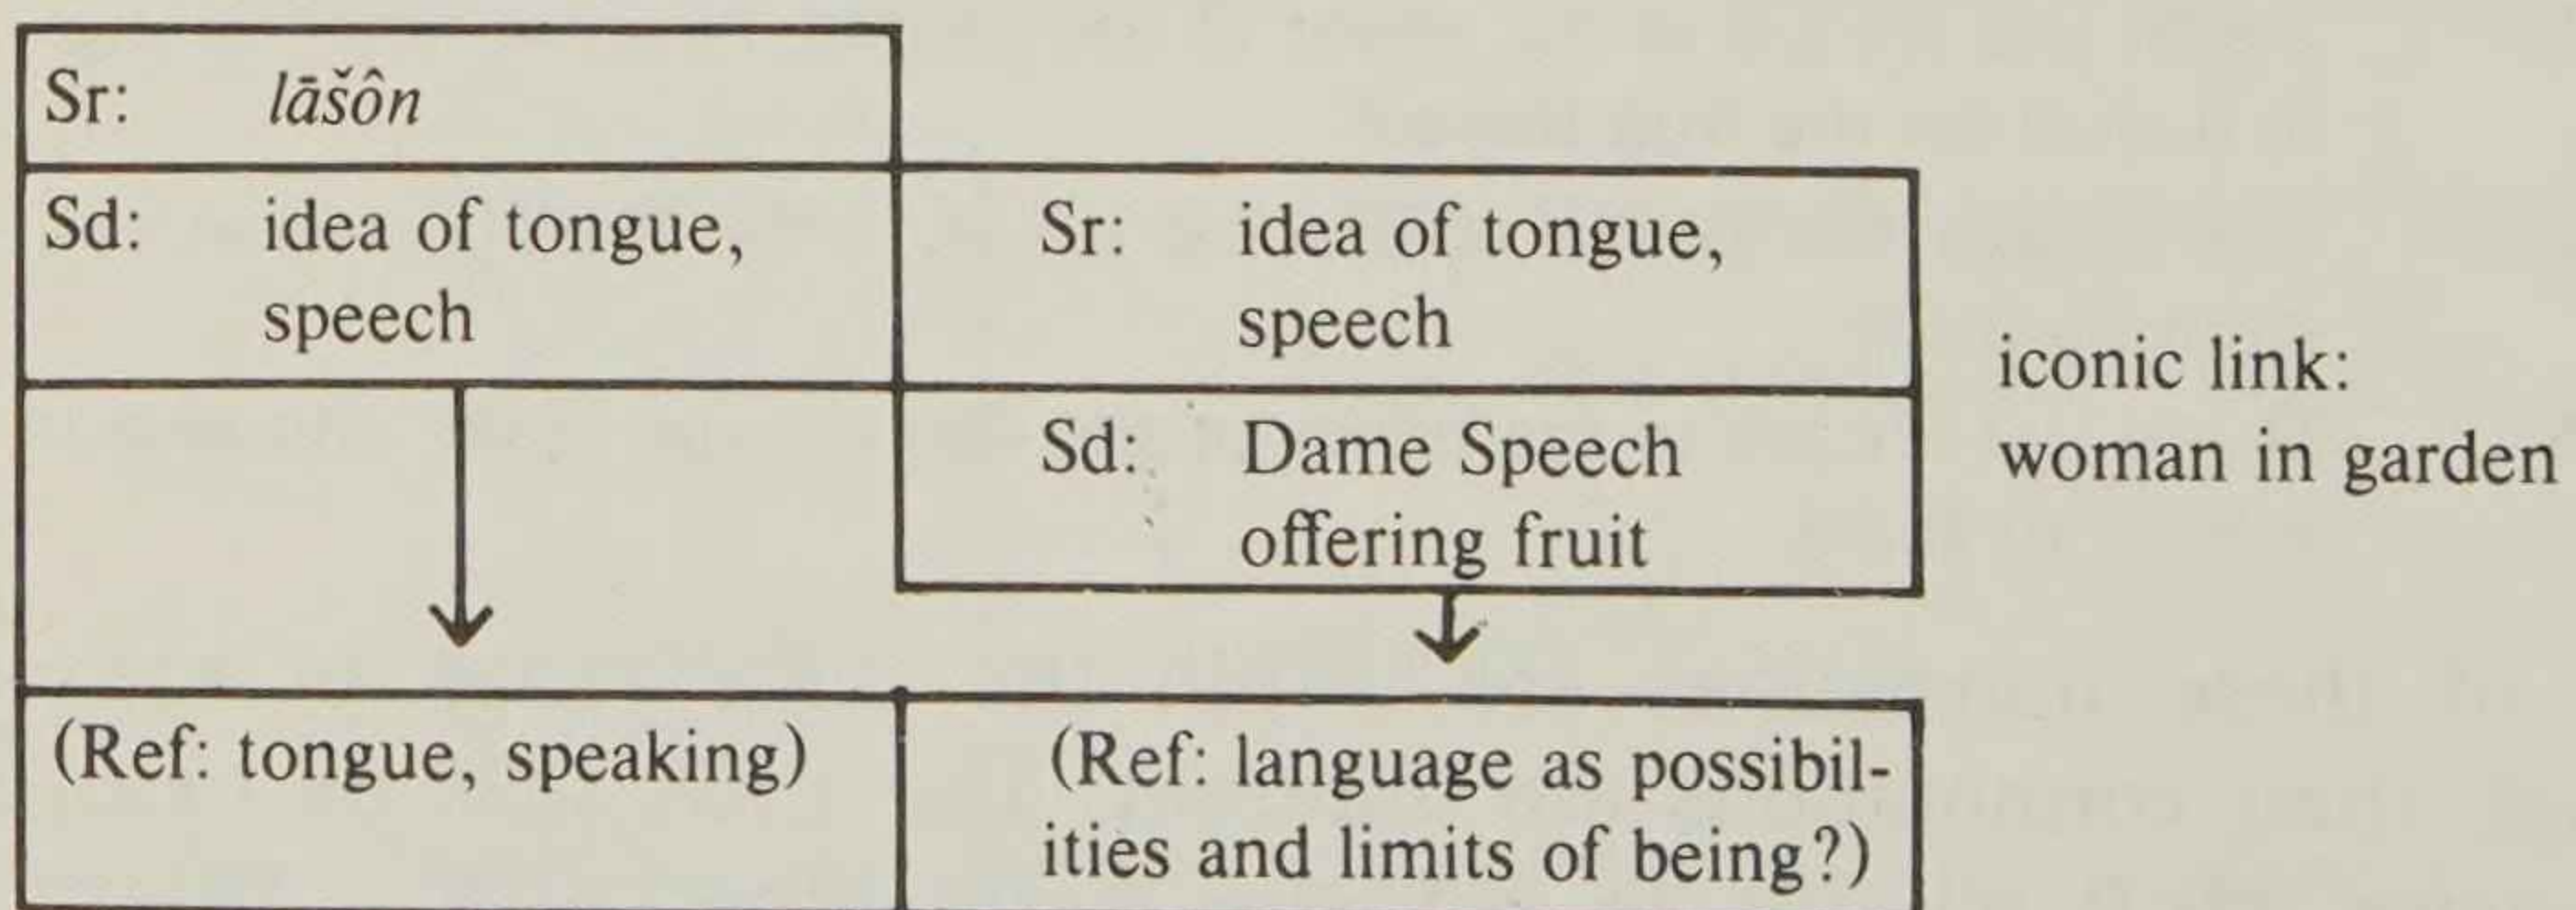 Sr: lāšôn
Sd: idea of tongue,
speech
Sr: idea of tongue,
speech
Sd: Dame Speech
offering fruit
iconic link:
woman in garden
(Ref: tongue, speaking)
(Ref: language as possibil-
ities and limits of being?)